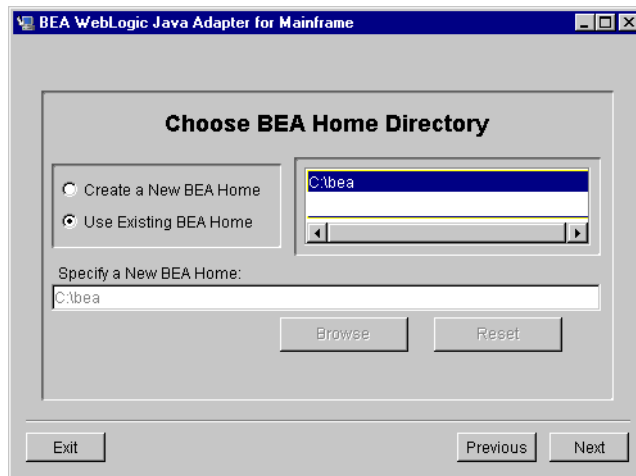 BEA WebLogic Java Adapter for Mainframe
Choose BEA Home Directory
Create a New BEA Home
Use Existing BEA Home
C:\bea
Specify a New BEA Home:
C:\bea
Browse Reset
Exit Previous Next